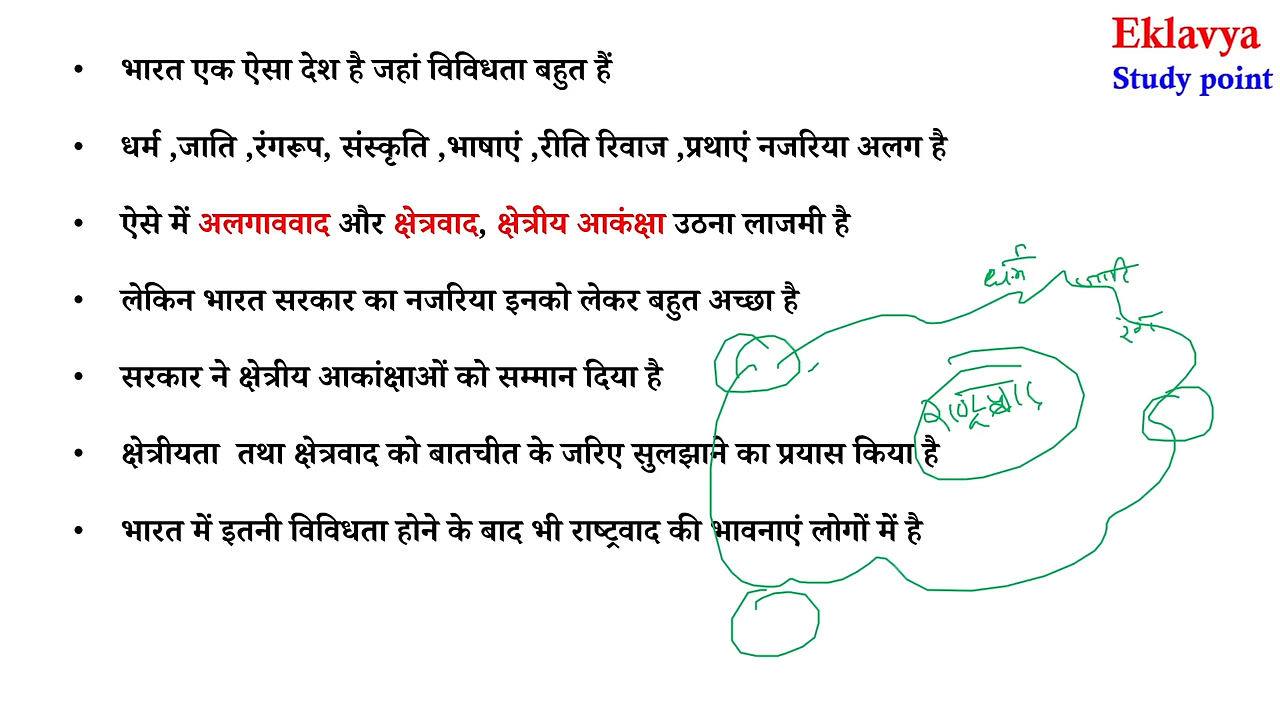 Eklavya
Study point
• भारत एक ऐसा देश है जहां विविधता बहुत हैं
• धर्म ,जाति ,रंगरूप, संस्कृति ,भाषाएं ,रीति रिवाज ,प्रथाएं नजरिया अलग है
• ऐसे में अलगाववाद और क्षेत्रवाद, क्षेत्रीय आकंक्षा उठना लाजमी है
• लेकिन भारत सरकार का नजरिया इनको लेकर बहुत अच्छा है
• सरकार ने क्षेत्रीय आकांक्षाओं को सम्मान दिया है
• क्षेत्रीयता तथा क्षेत्रवाद को बातचीत के जरिए सुलझाने का प्रयास किया है
• भारत में इतनी विविधता होने के बाद भी राष्ट्रवाद की भावनाएं लोगों में है
धर्म
जाति